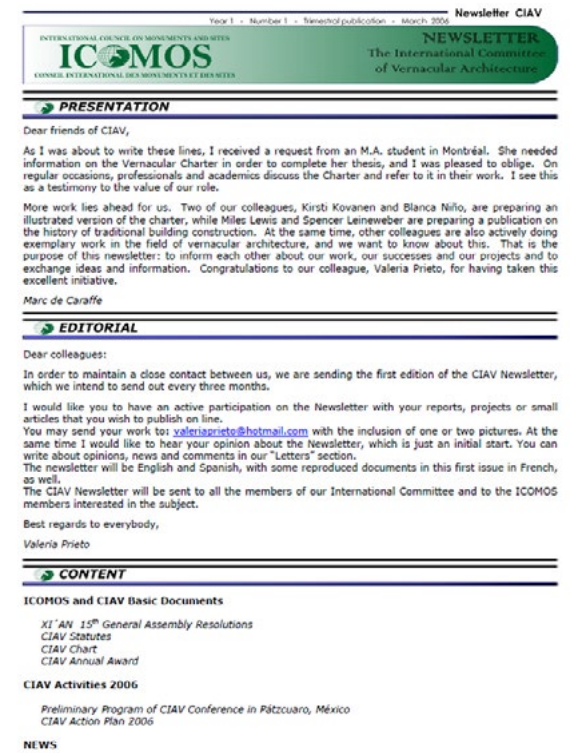 Newsletter CIAV
Year 1 - Number 1 - Trimestral publication - March 2006
INTERNATIONAL COUNCIL ON MONUMENTS AND SITES
ICOMOS
CONSEIL INTERNATIONAL DES MONUMENTS ET DES SITES
NEWSLETTER
The International Committee
of Vernacular Architecture
PRESENTATION
Dear friends of CIAV,
As I was about to write these lines, I received a request from an M.A. student in Montréal. She needed
information on the Vernacular Charter in order to complete her thesis, and I was pleased to oblige. On
regular occasions, professionals and academics discuss the Charter and refer to it in their work. I see this
as a testimony to the value of our role.
More work lies ahead for us. Two of our colleagues, Kirsti Kovanen and Blanca Niño, are preparing an
illustrated version of the charter, while Miles Lewis and Spencer Leineweber are preparing a publication on
the history of traditional building construction. At the same time, other colleagues are also actively doing
exemplary work in the field of vernacular architecture, and we want to know about this. That is the
purpose of this newsletter: to inform each other about our work, our successes and our projects and to
exchange ideas and information. Congratulations to our colleague, Valeria Prieto, for having taken this
excellent initiative.
Marc de Caraffe
EDITORIAL
Dear colleagues:
In order to maintain a close contact between us, we are sending the first edition of the CIAV Newsletter,
which we intend to send out every three months.
I would like you to have an active participation on the Newsletter with your reports, projects or small
articles that you wish to publish on line.
You may send your work to: valeriaprieto@hotmail.com with the inclusion of one or two pictures. At the
same time I would like to hear your opinion about the Newsletter, which is just an initial start. You can
write about opinions, news and comments in our "Letters" section.
The newsletter will be English and Spanish, with some reproduced documents in this first issue in French,
as well.
The CIAV Newsletter will be sent to all the members of our International Committee and to the ICOMOS
members interested in the subject.
Best regards to everybody,
Valeria Prieto
CONTENT
ICOMOS and CIAV Basic Documents
XI´AN 15th General Assembly Resolutions
CIAV Statutes
CIAV Chart
CIAV Annual Award
CIAV Activities 2006
Preliminary Program of CIAV Conference in Pátzcuaro, México
CIAV Action Plan 2006
NEWS